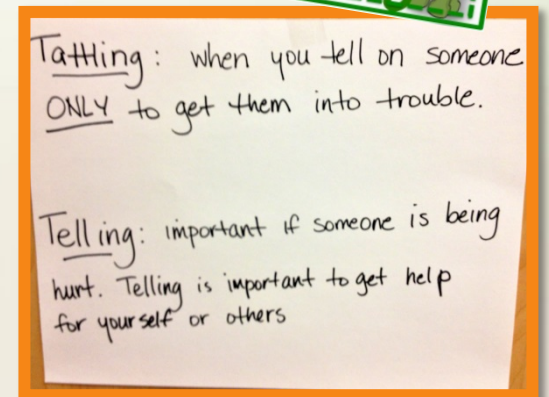 Tattling: when you tell on someone
ONLY to get them into trouble.
Telling: important if someone is being
hurt. Telling is important to get help
for yourself or others